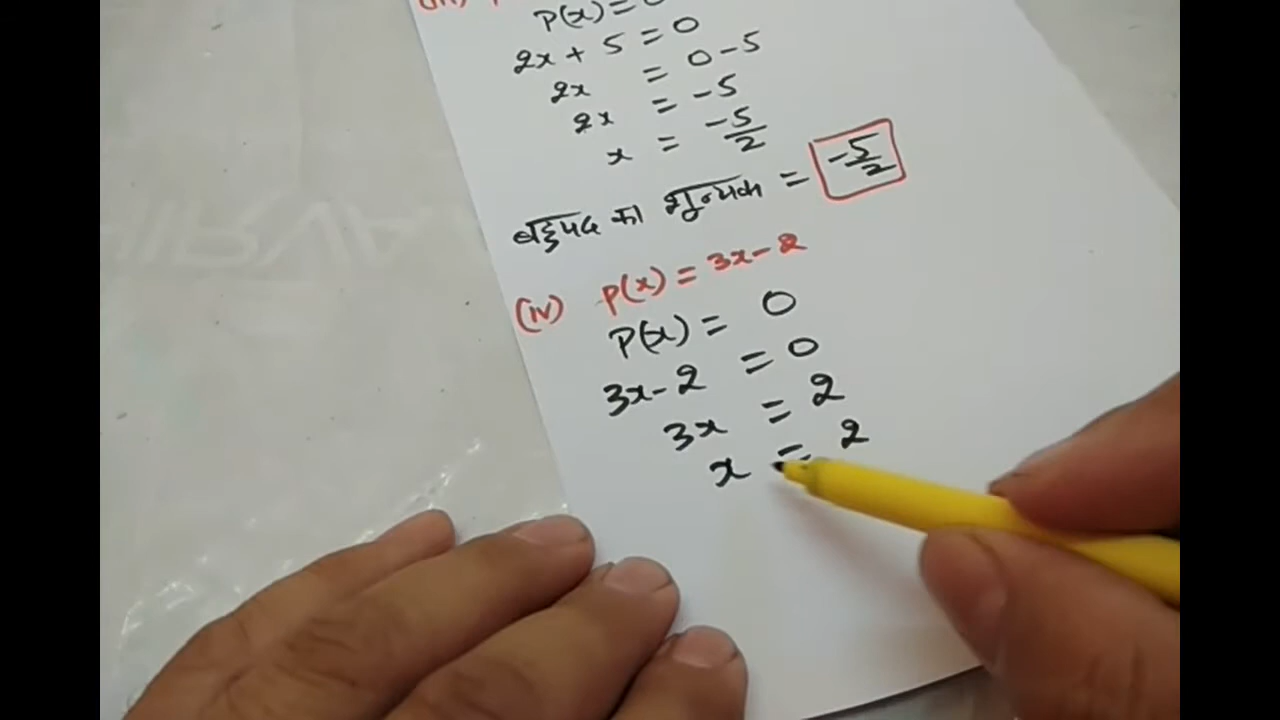 (iii)
P(x) = 0
2x + 5 = 0
2x = 0 - 5
2x = -5
x = -5/2
बहुपद का शून्यक = -5/2
(iv) P(x) = 3x - 2
P(x) = 0
3x - 2 = 0
3x = 2
x = 2